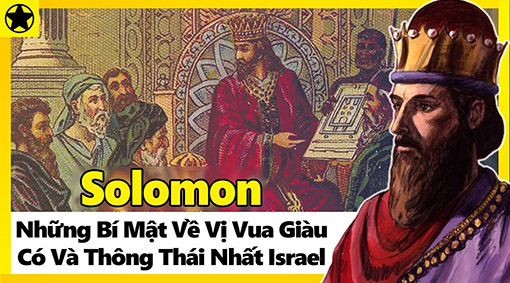 Solomon
Những Bí Mật Về Vị Vua Giàu
Có Và Thông Thái Nhất Israel